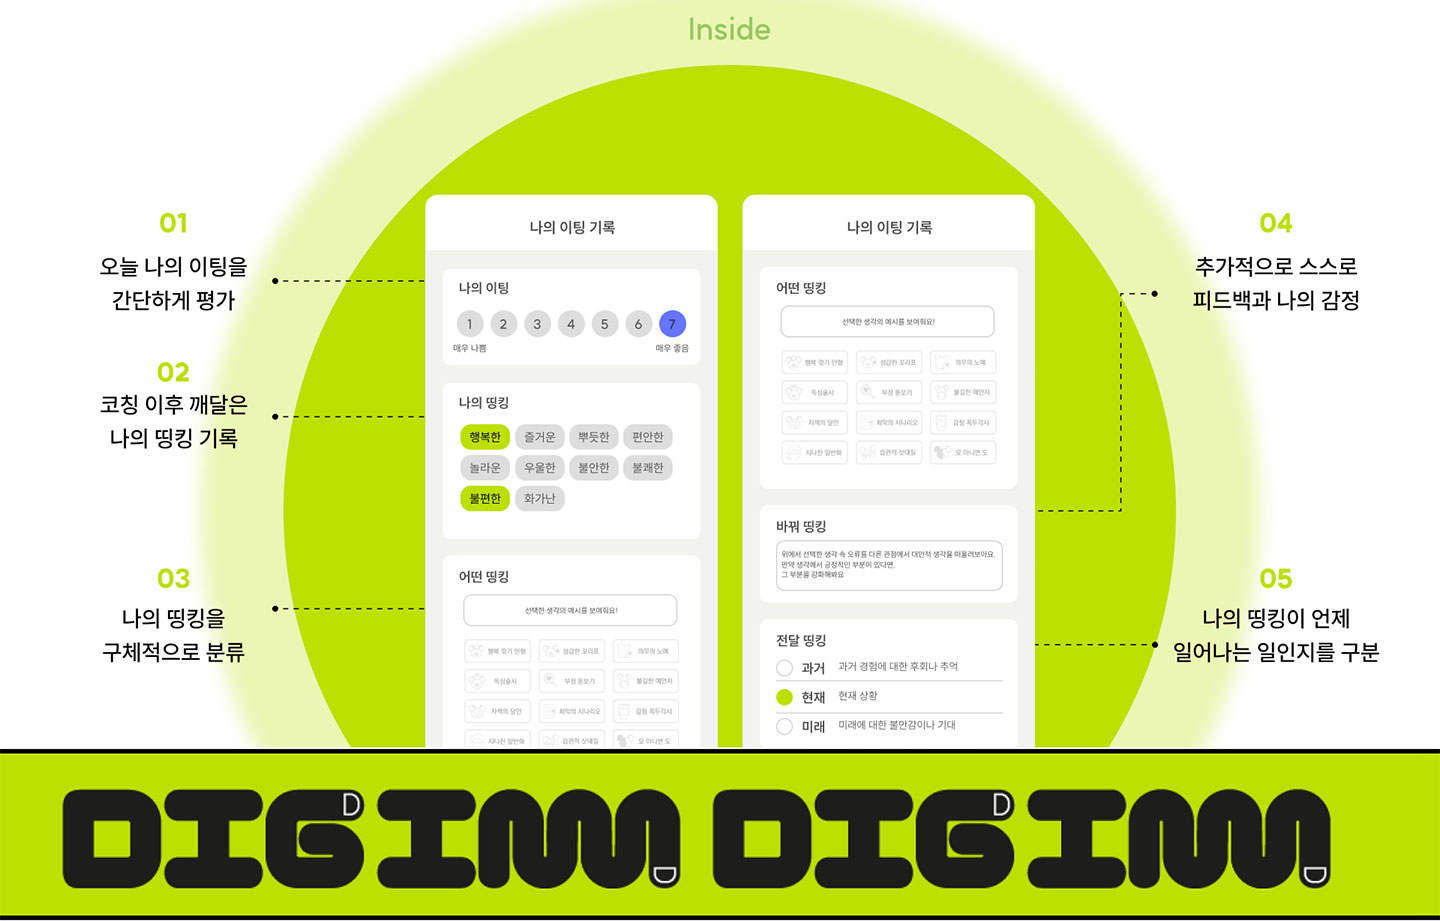 Inside
01
오늘 나의 이팅을
간단하게 평가
02
코칭 이후 깨달은
나의 띵킹 기록
03
나의 띵킹을
구체적으로 분류
나의 이팅 기록
나의 이팅
1 2 3 4 5 6 7
매우 나쁨 매우 좋음
나의 띵킹
행복한 즐거운 뿌듯한 편안한
놀라운 우울한 불안한 불쾌한
불편한 화가난
어떤 띵킹
선택한 생각의 예시를 보여줘요!
행복 깎기 인형 성급한 꼬리표 의무의 노예
독심술사 부정 돋보기 불길한 예언자
자책의 달인 최악의 시나리오 감정 꼭두각시
지나친 일반화 습관적 잣대질 모 아니면 도
나의 이팅 기록
어떤 띵킹
선택한 생각의 예시를 보여줘요!
행복 깎기 인형 성급한 꼬리표 의무의 노예
독심술사 부정 돋보기 불길한 예언자
자책의 달인 최악의 시나리오 감정 꼭두각시
지나친 일반화 습관적 잣대질 모 아니면 도
바꿔 띵킹
위에서 선택한 생각 속 오류를 다른 관점에서 대안적 생각을 떠올려보아요.
만약 생각에서 긍정적인 부분이 있다면,
그 부분을 강화해봐요
전달 띵킹
과거 과거 경험에 대한 후회나 추억
현재 현재 상황
미래 미래에 대한 불안감이나 기대
04
추가적으로 스스로
피드백과 나의 감정
05
나의 띵킹이 언제
일어나는 일인지를 구분
DIGIM DIGIM